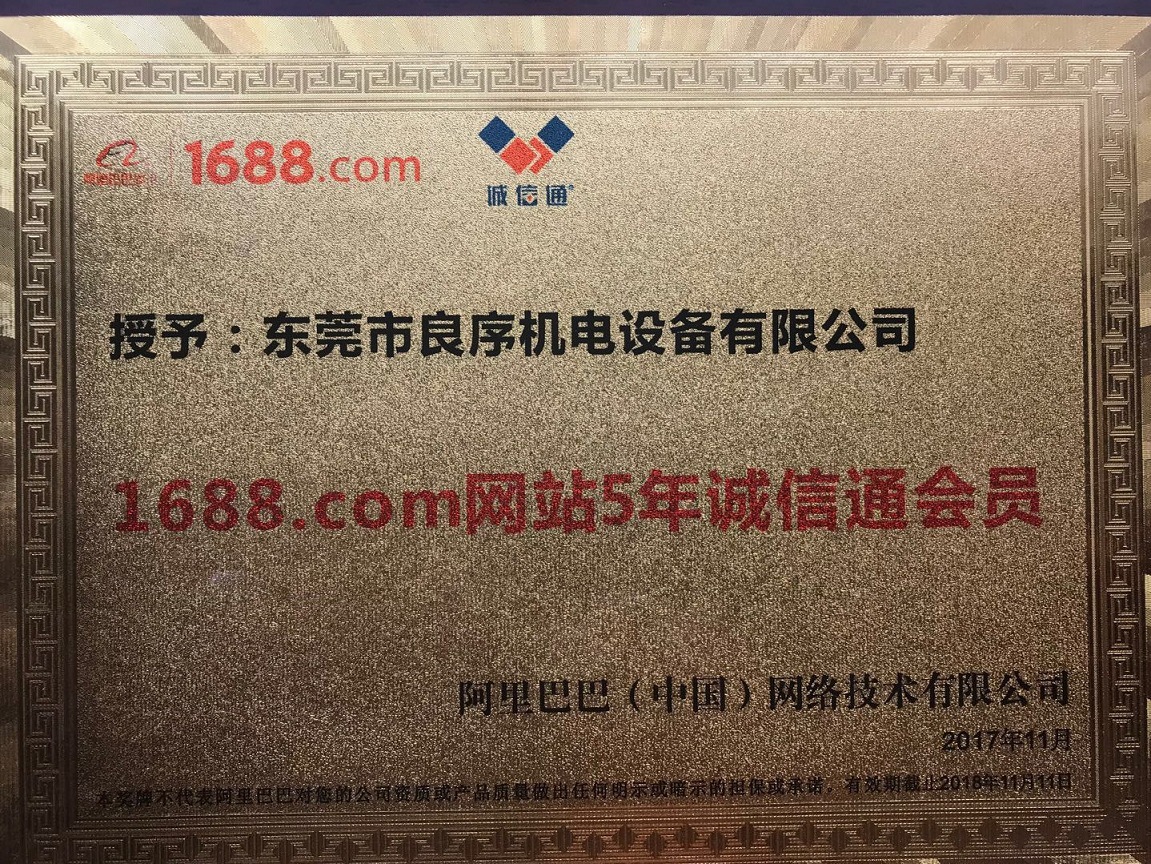 阿里巴巴 1688.com
诚信通®
授予：东莞市良序机电设备有限公司
1688.com网站5年诚信通会员
阿里巴巴（中国）网络技术有限公司
2017年11月
本奖牌不代表阿里巴巴对您的公司资质或产品质量做出任何明示或暗示的担保或承诺，有效期截止2018年11月11日